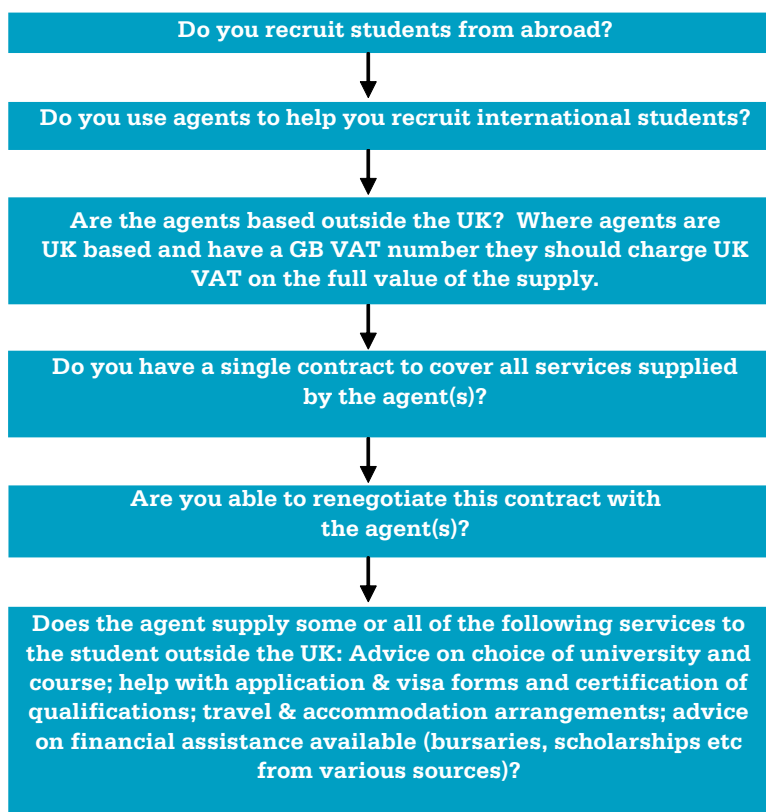 Do you recruit students from abroad?
Do you use agents to help you recruit international students?
Are the agents based outside the UK?  Where agents are
UK based and have a GB VAT number they should charge UK
VAT on the full value of the supply.
Do you have a single contract to cover all services supplied
by the agent(s)?
Are you able to renegotiate this contract with
the agent(s)?
Does the agent supply some or all of the following services to
the student outside the UK: Advice on choice of university and
course; help with application & visa forms and certification of
qualifications; travel & accommodation arrangements; advice
on financial assistance available (bursaries, scholarships etc
from various sources)?